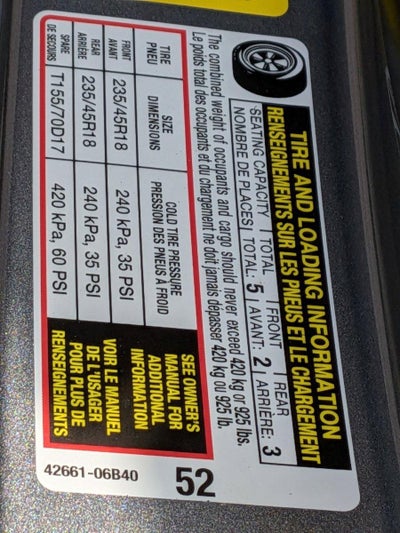 TIRE AND LOADING INFORMATION
RENSEIGNEMENTS SUR LES PNEUS ET LE CHARGEMENT
SEATING CAPACITY TOTAL FRONT REAR
NOMBRE DE PLACES TOTAL: 5 AVANT: 2 ARRIÈRE: 3
The combined weight of occupants and cargo should never exceed 420 kg or 925 lbs.
Le poids total des occupants et du chargement ne doit jamais dépasser 420 kg ou 925 lb.
TIRE SIZE COLD TIRE PRESSURE
PNEU DIMENSIONS PRESSION DES PNEUS À FROID
FRONT
AVANT 235/45R18 240 kPa, 35 PSI
REAR
ARRIÈRE 235/45R18 240 kPa, 35 PSI
SPARE
DE SECOURS T155/70D17 420 kPa, 60 PSI
SEE OWNER'S
MANUAL FOR
ADDITIONAL
INFORMATION
VOIR LE MANUEL
DE L'USAGER
POUR PLUS DE
RENSEIGNEMENTS
42661-06B40 52